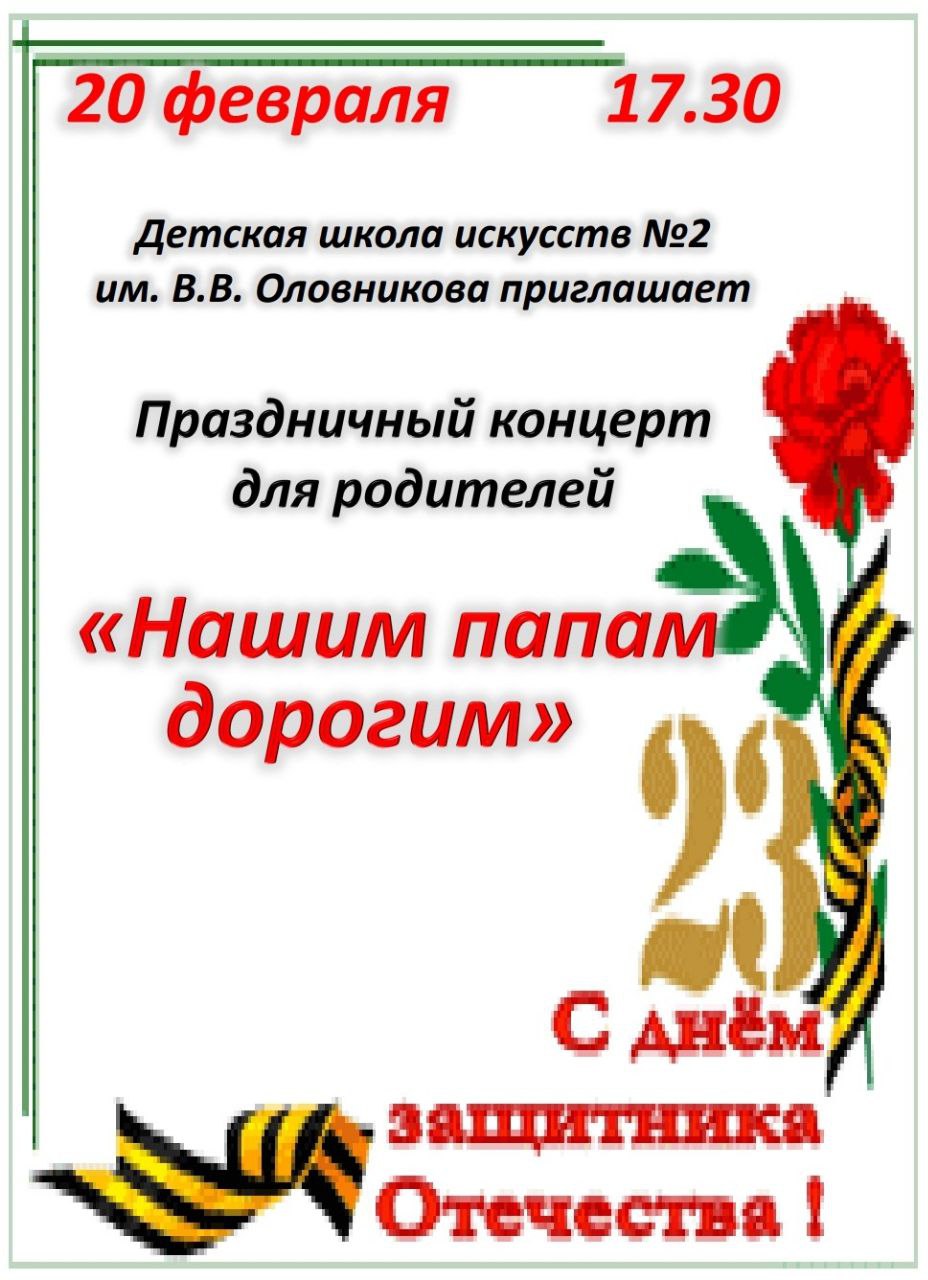 20 февраля 17.30
Детская школа искусств №2
им. В.В. Оловникова приглашает
Праздничный концерт
для родителей
«Нашим папам
дорогим»
23
С днём
защитника
Отечества !